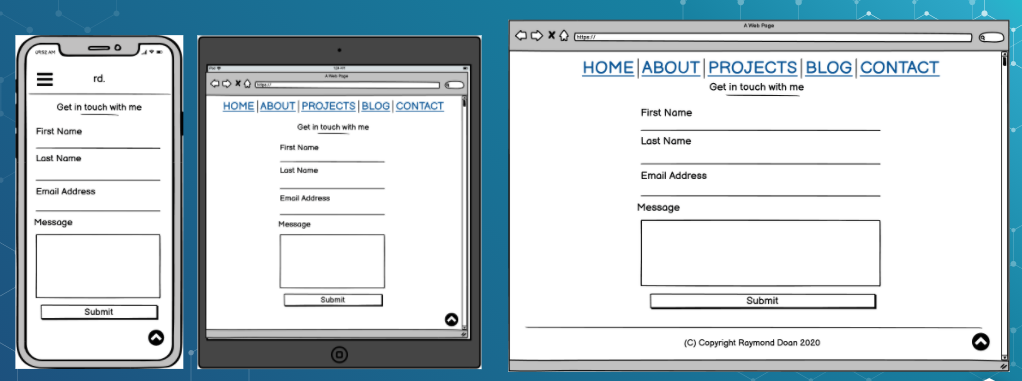 09:52 AM
rd.
Get in touch with me
First Name
Last Name
Email Address
Message
Submit
A Web Page
https://
HOME | ABOUT | PROJECTS | BLOG | CONTACT
Get in touch with me
First Name
Last Name
Email Address
Message
Submit
A Web Page
https://
HOME | ABOUT | PROJECTS | BLOG | CONTACT
Get in touch with me
First Name
Last Name
Email Address
Message
Submit
(C) Copyright Raymond Doan 2020